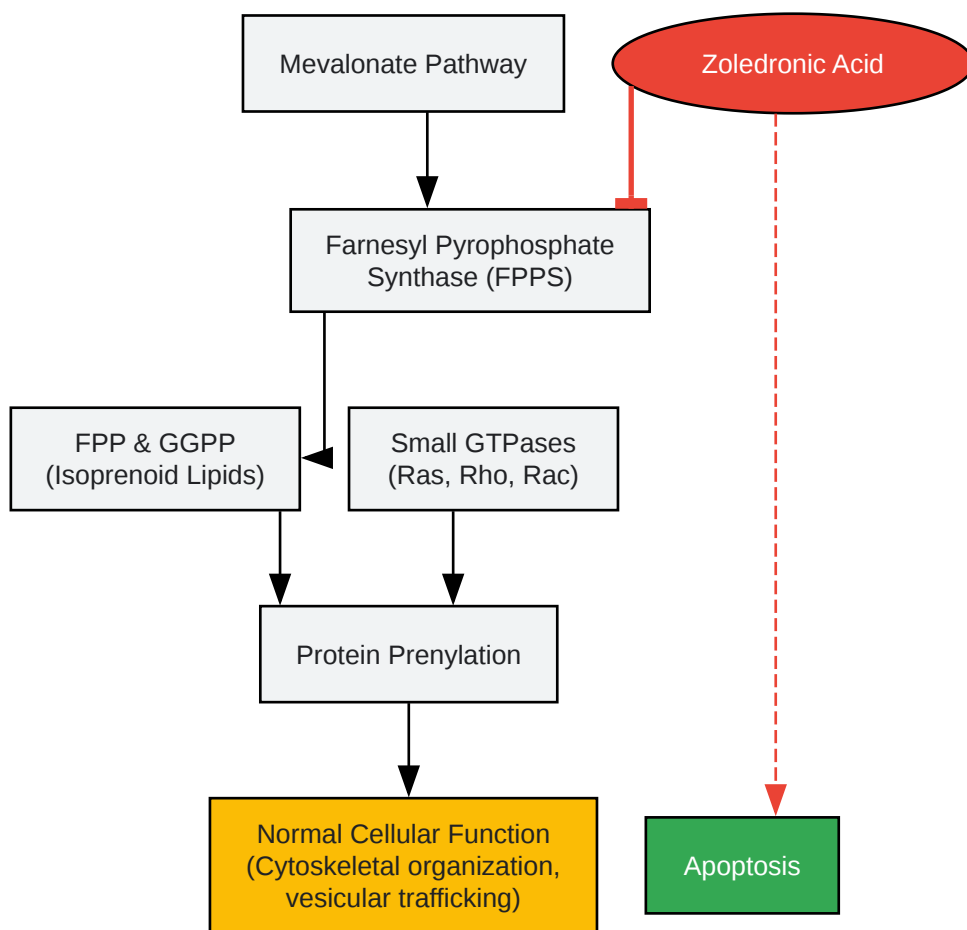 Mevalonate Pathway
Zoledronic Acid
Farnesyl Pyrophosphate
Synthase (FPPS)
FPP & GGPP
(Isoprenoid Lipids)
Small GTPases
(Ras, Rho, Rac)
Protein Prenylation
Normal Cellular Function
(Cytoskeletal organization,
vesicular trafficking)
Apoptosis